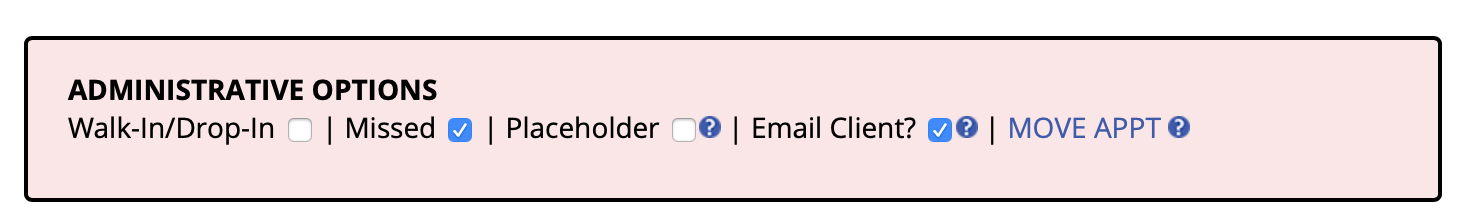 ADMINISTRATIVE OPTIONS
Walk-In/Drop-In | Missed | Placeholder ? | Email Client? ? | MOVE APPT ?